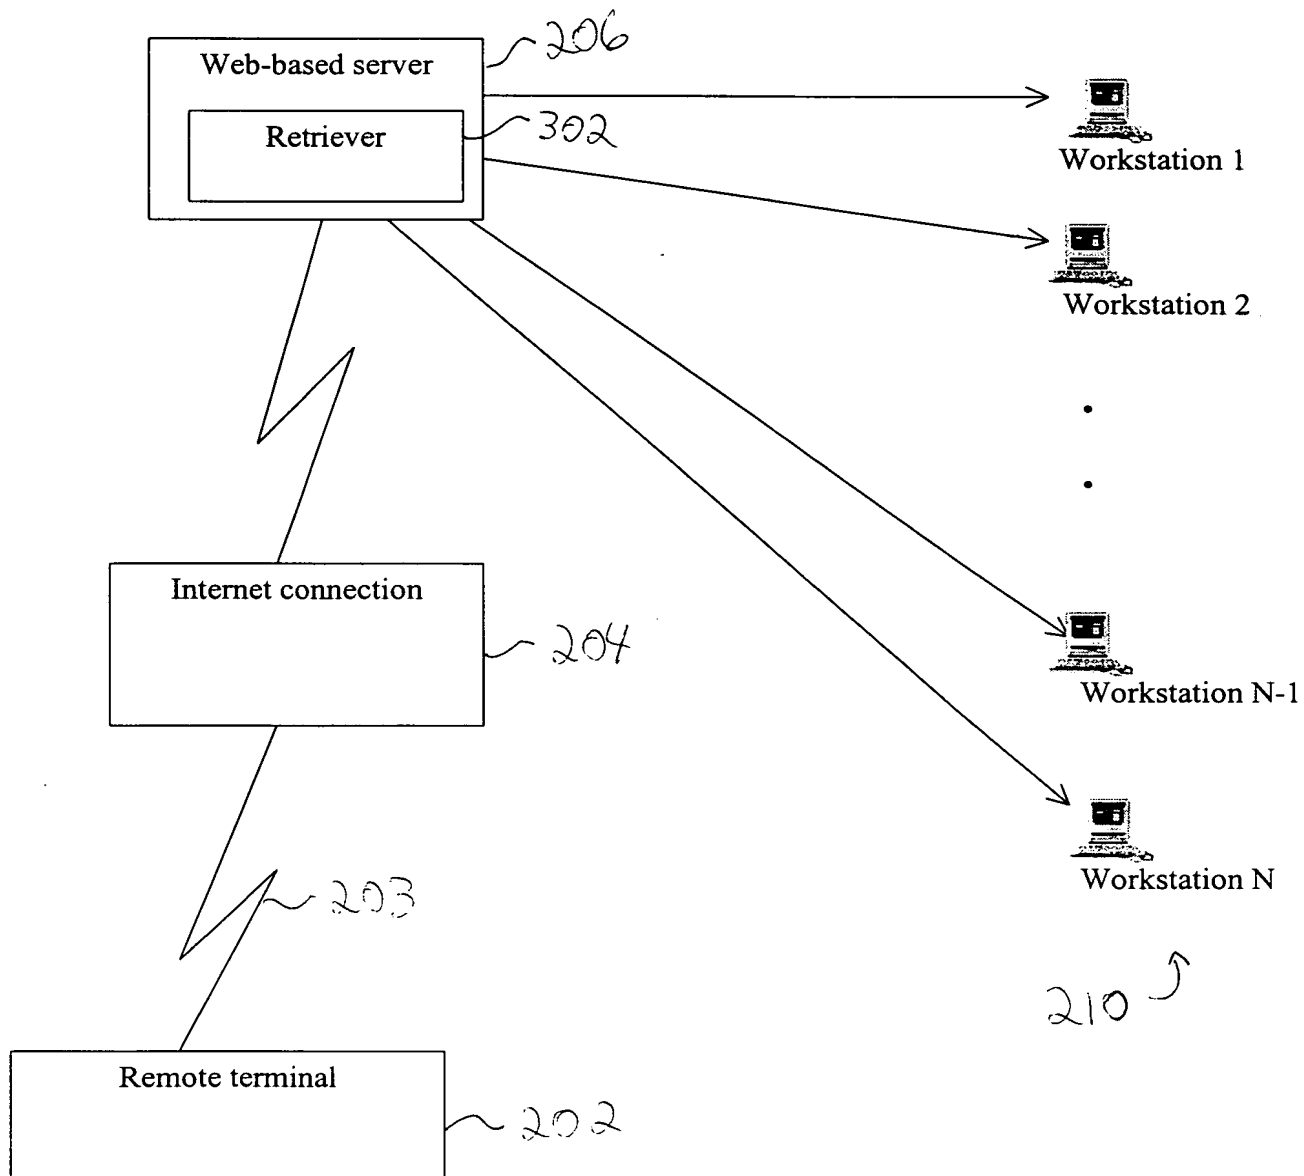 206
Web-based server
Retriever
302
Workstation 1
Workstation 2
Internet connection
204
Workstation N-1
Workstation N
203
210
Remote terminal
202